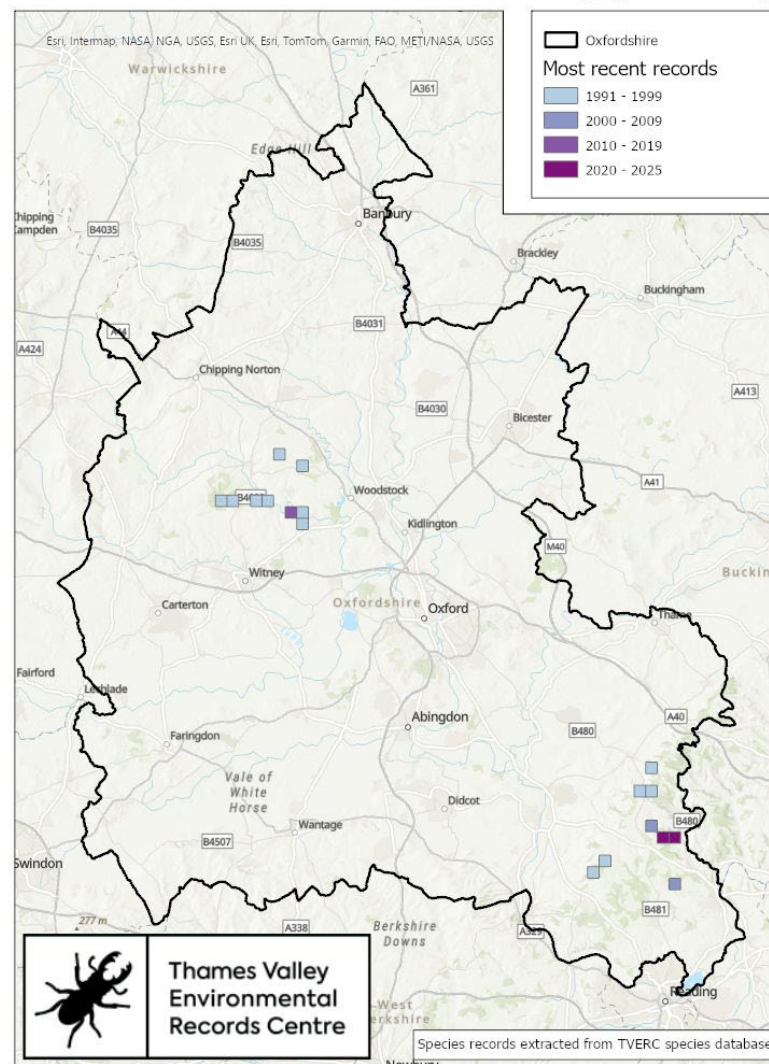 Esri, Intermap, NASA, NGA, USGS, Esri UK, Esri, TomTom, Garmin, FAO, METI/NASA, USGS
Oxfordshire
Most recent records
1991 - 1999
2000 - 2009
2010 - 2019
2020 - 2025
Warwickshire
A361
Edge Hill
Chipping
Campden
B4035
Banbury
B4035
Brackley
Buckingham
A44
B4031
A424
Chipping Norton
A413
B4030
Bicester
A41
Woodstock
Kidlington
M40
Witney
Bucking
Oxfordshire
Carterton
Oxford
Thame
Fairford
Lechlade
A40
Abingdon
B480
Faringdon
Vale of
White
Horse
Didcot
B480
Wantage
B4507
Swindon
B481
277 m
A338
Berkshire
Downs
A329
Reading
West
erkshire
Thames Valley
Environmental
Records Centre
Species records extracted from TVERC species database
Newbury